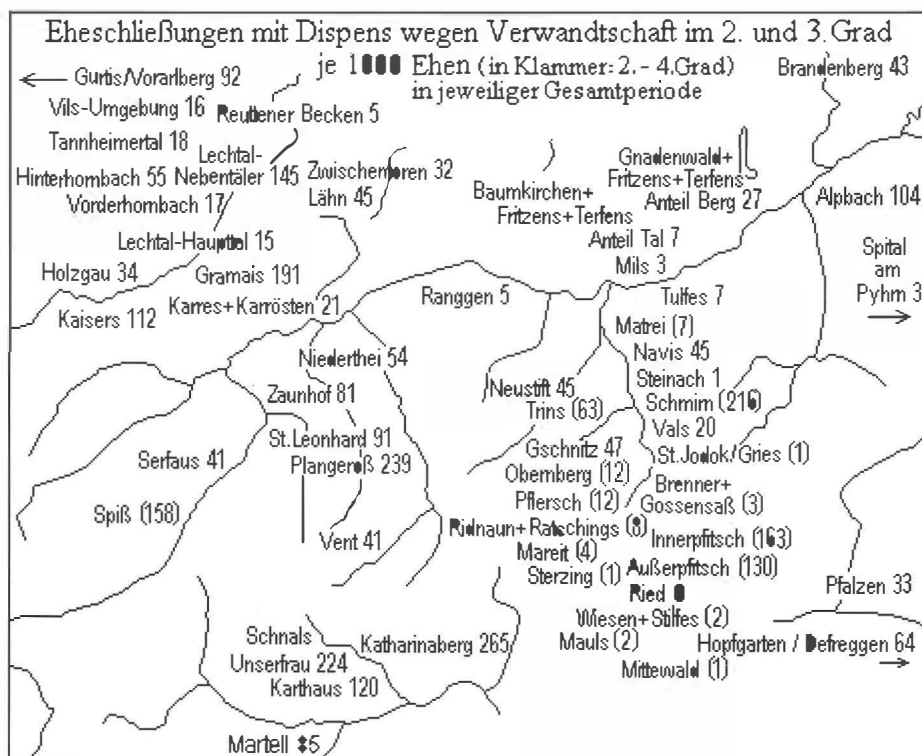 Eheschließungen mit Dispens wegen Verwandtschaft im 2. und 3. Grad
je 1000 Ehen (in Klammer: 2. - 4. Grad)
in jeweiliger Gesamtperiode
Gurtis/Vorarlberg 92
Brandenberg 43
Vils-Umgebung 16
Reuttener Becken 5
Tannheimertal 18
Lechtal-
Nebentäler 145
Hinterhornbach 55
Zwischentoren 32
Lähn 45
Vorderhornbach 17
Baumkirchen+
Fritzens+Terfens
Anteil Tal 7
Gnadenwald+
Fritzens+Terfens
Anteil Berg 27
Alpbach 104
Lechtal-Haupttal 15
Mils 3
Spital
am
Pyhrn 3
Holzgau 34
Gramais 191
Ranggen 5
Tulfes 7
Kaisers 112
Karres+Karrösten 21
Matrei (7)
Navis 45
Niederthei 54
Neustift 45
Steinach 1
Zaunhof 81
Trins (63)
Schmirn (216)
Vals 20
St.Leonhard 91
Gschnitz 47
St.Jodok/Gries (1)
Serfaus 41
Plangeroß 239
Obernberg (12)
Brenner+
Gossensaß (3)
Spiß (158)
Pflersch (12)
Vent 41
Ridnaun+Ratschings (8)
Innerpfitsch (163)
Mareit (4)
Außerpfitsch (130)
Sterzing (1)
Ried 0
Pfalzen 33
Wiesen+Stilfes (2)
Schnals
Katharinaberg 265
Mauls (2)
Hopfgarten / Defreggen 64
Unserfrau 224
Mittewald (1)
Karthaus 120
Martell